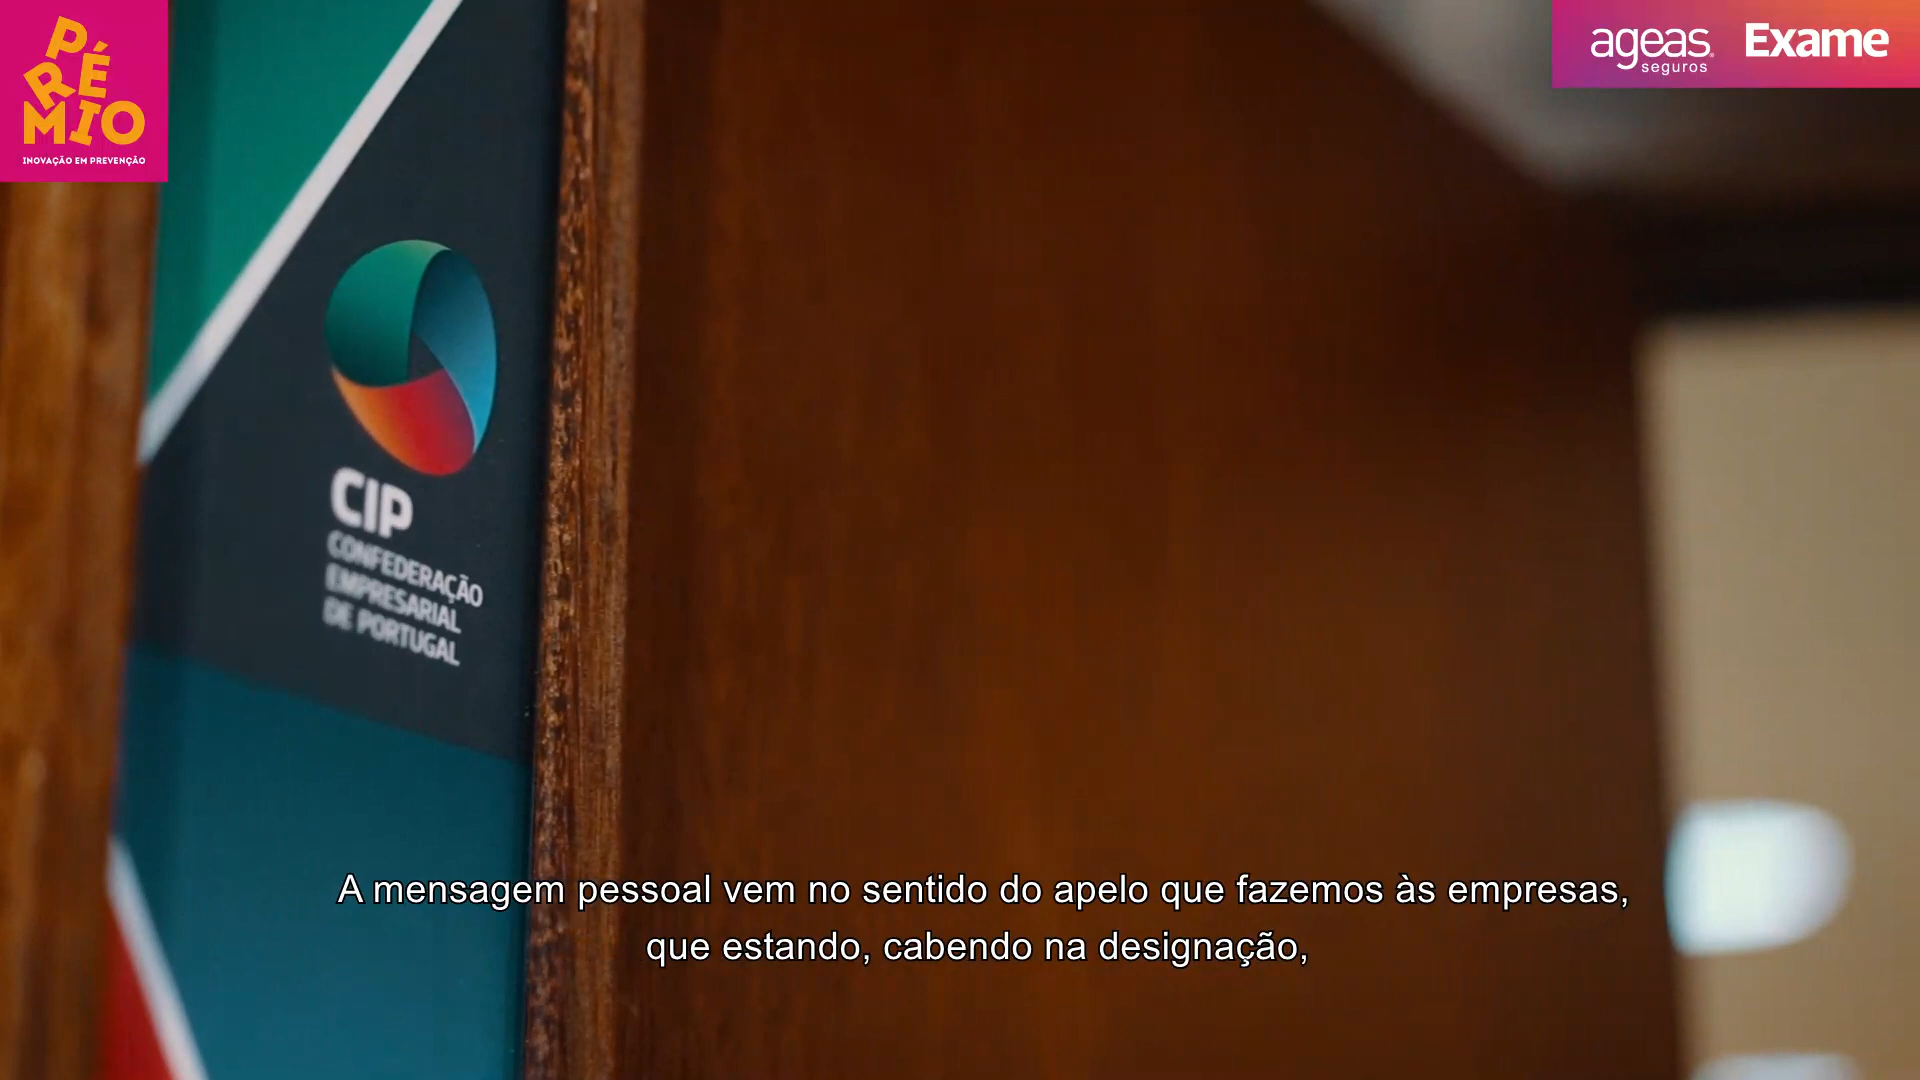 PRÉMIO
INOVAÇÃO EM PREVENÇÃO
ageas
seguros
Exame
CIP
CONFEDERAÇÃO
EMPRESARIAL
DE PORTUGAL
A mensagem pessoal vem no sentido do apelo que fazemos às empresas,
que estando, cabendo na designação,